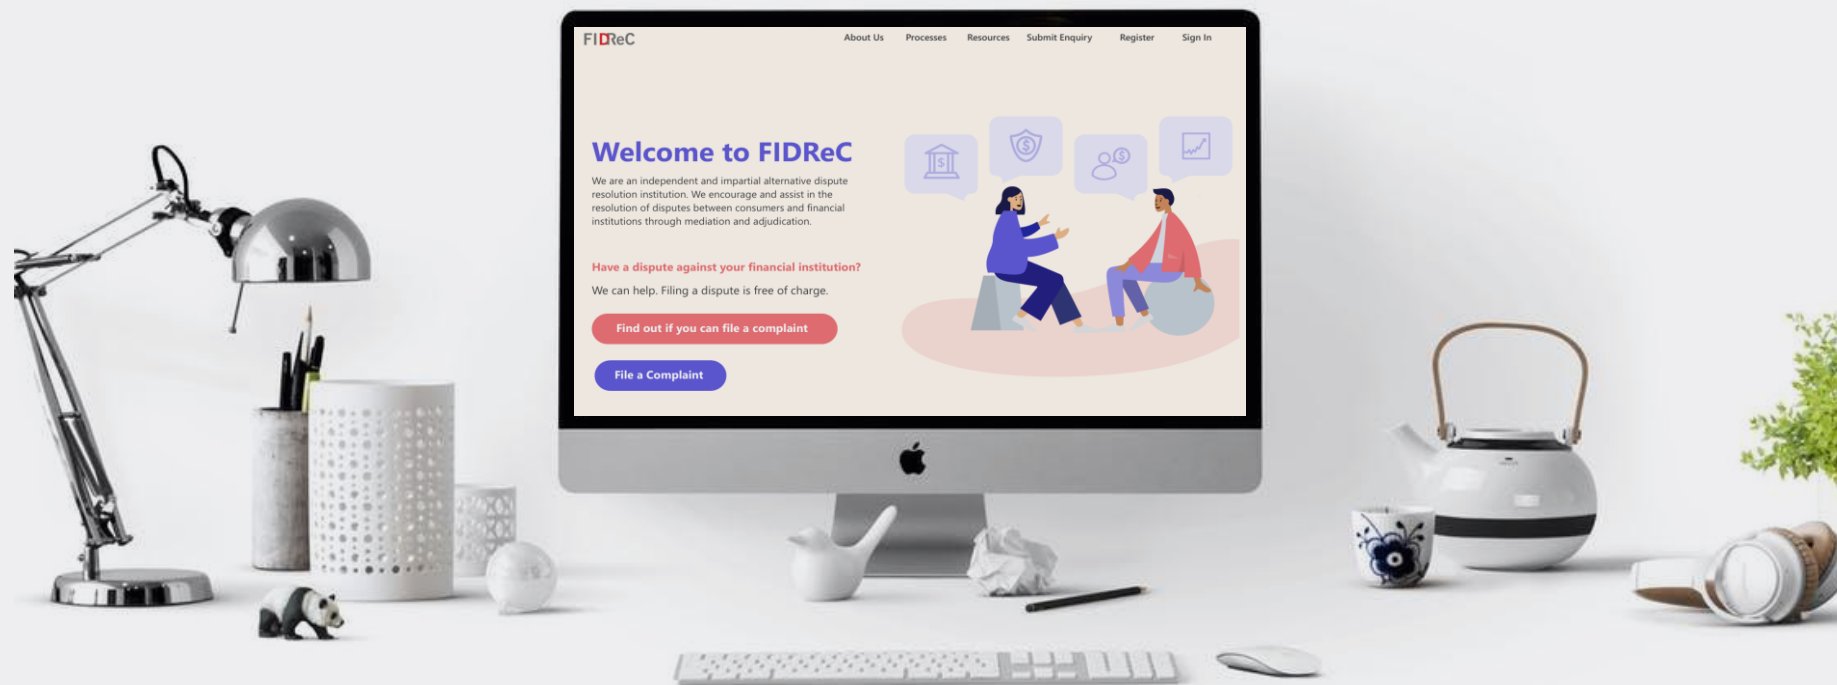 FIDReC
About Us Processes Resources Submit Enquiry Register Sign In
Welcome to FIDReC
We are an independent and impartial alternative dispute
resolution institution. We encourage and assist in the
resolution of disputes between consumers and financial
institutions through mediation and adjudication.
Have a dispute against your financial institution?
We can help. Filing a dispute is free of charge.
Find out if you can file a complaint
File a Complaint